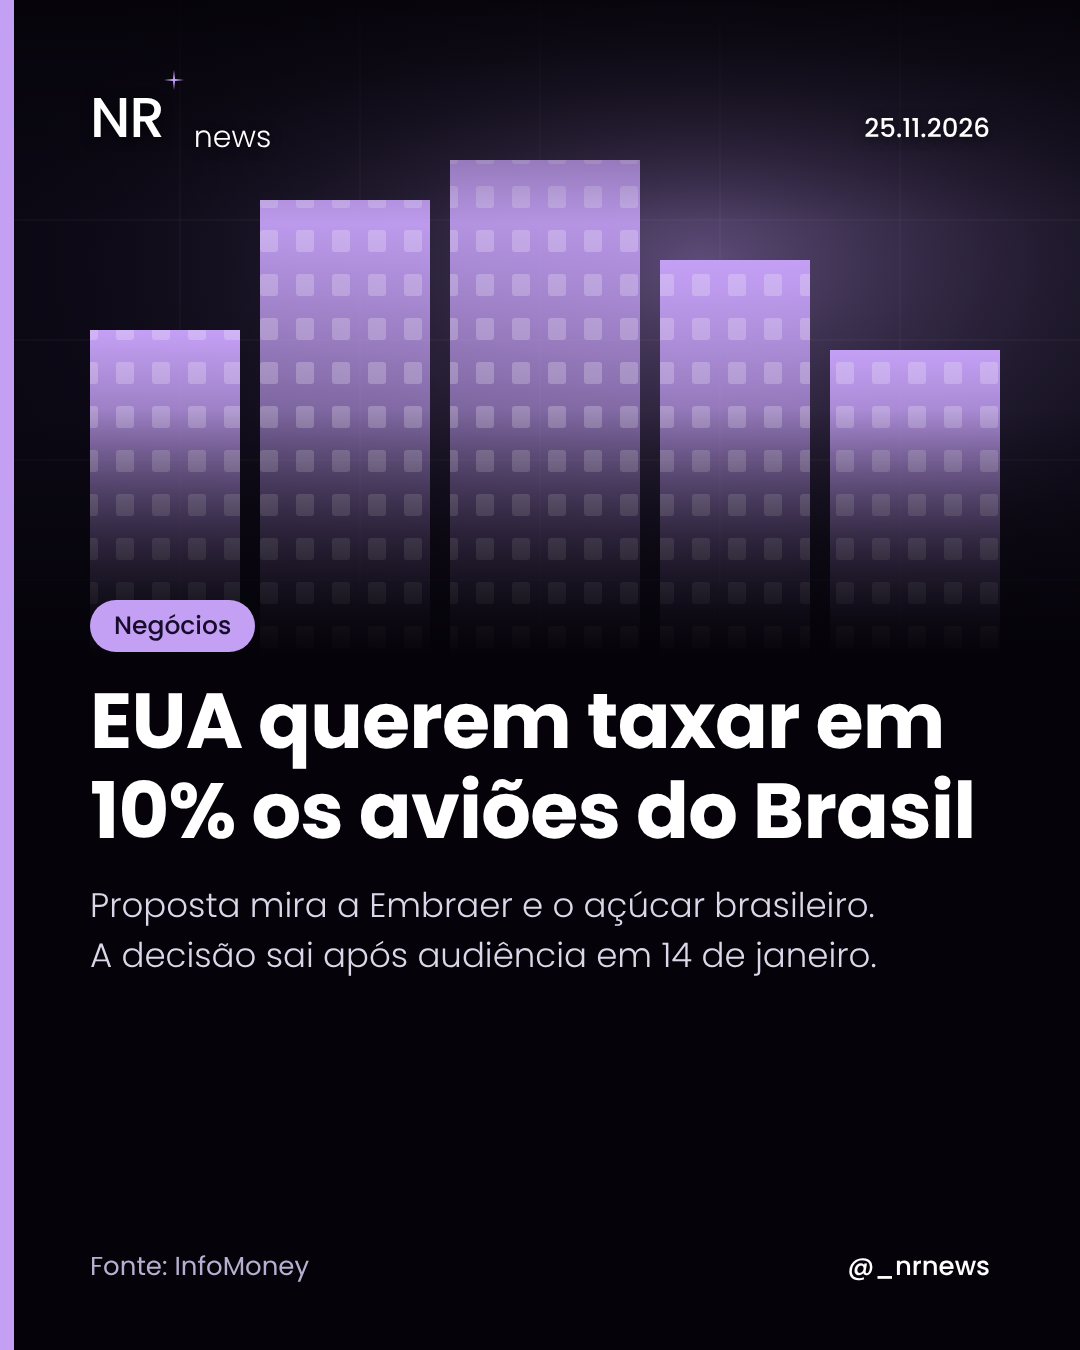 NR
news
25.11.2026
Negócios
EUA querem taxar em
10% os aviões do Brasil
Proposta mira a Embraer e o açúcar brasileiro.
A decisão sai após audiência em 14 de janeiro.
Fonte: InfoMoney
@_nrnews